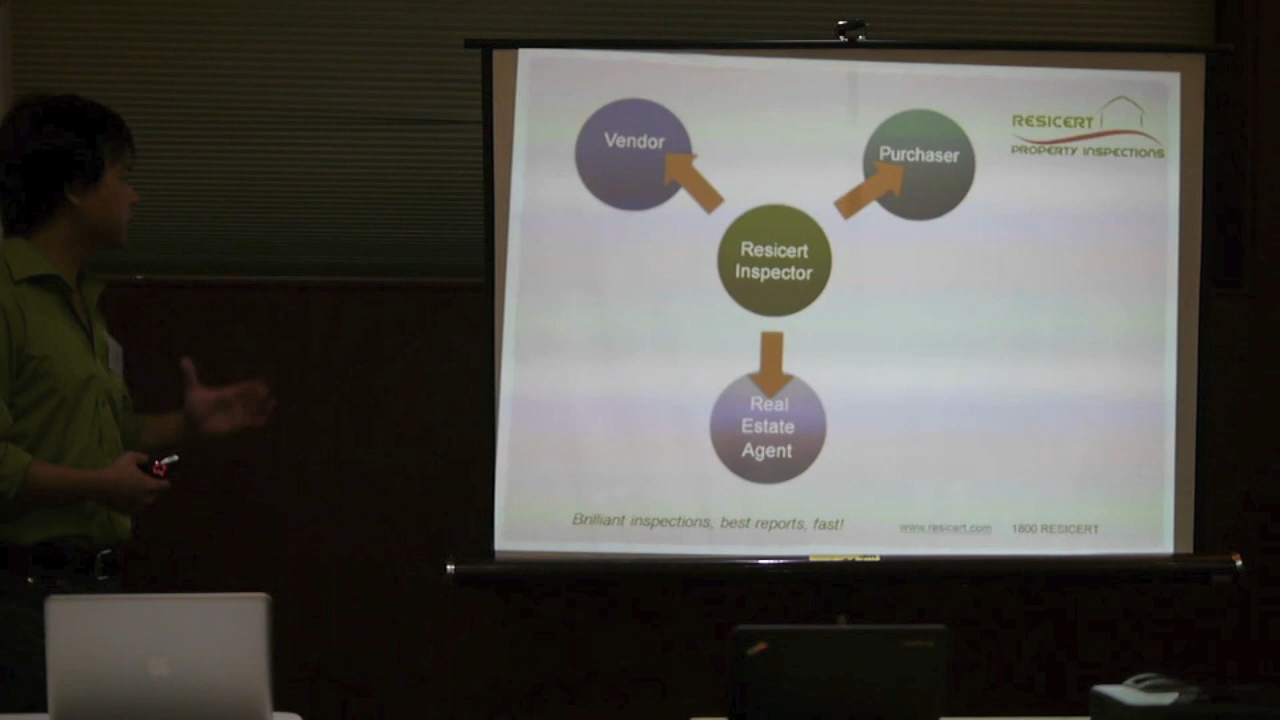 Vendor
Purchaser
RESICERT
PROPERTY INSPECTIONS
Resicert
Inspector
Real
Estate
Agent
Brilliant inspections, best reports, fast!
www.resicert.com
1800 RESICERT